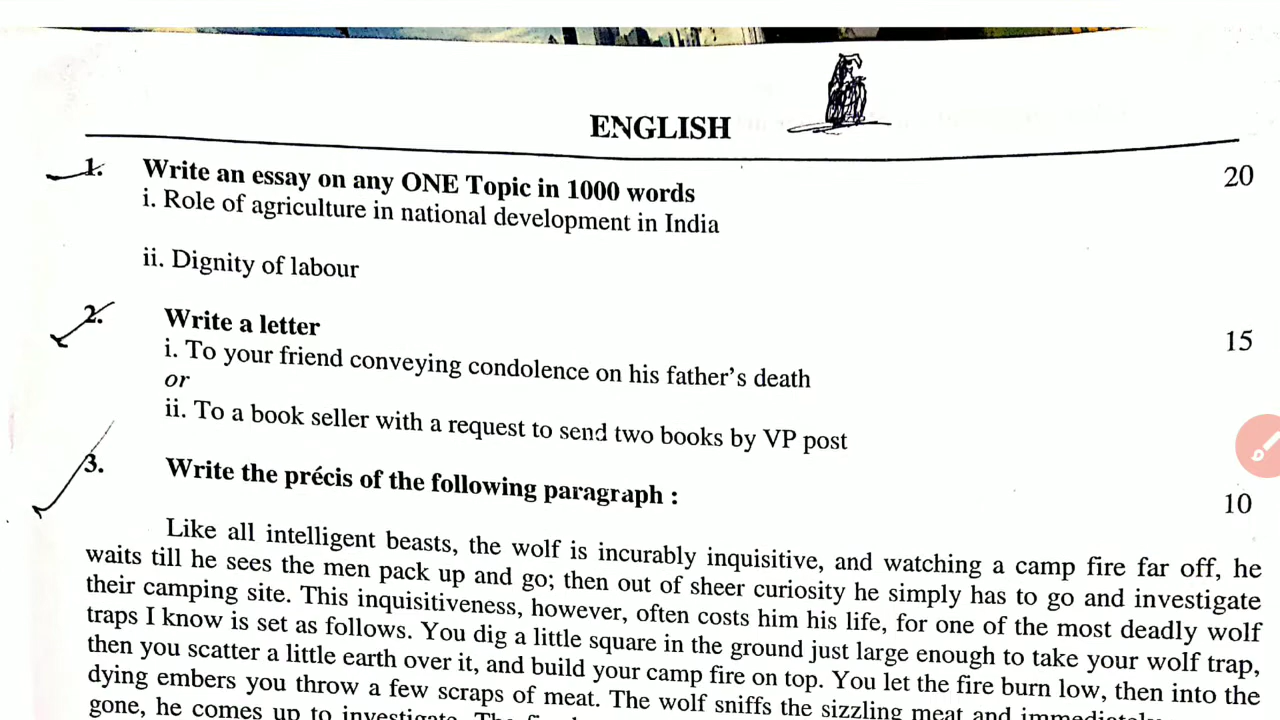 ENGLISH
1. Write an essay on any ONE Topic in 1000 words 20
i. Role of agriculture in national development in India
ii. Dignity of labour
2. Write a letter 15
i. To your friend conveying condolence on his father's death
or
ii. To a book seller with a request to send two books by VP post
3. Write the précis of the following paragraph : 10
Like all intelligent beasts, the wolf is incurably inquisitive, and watching a camp fire far off, he
waits till he sees the men pack up and go; then out of sheer curiosity he simply has to go and investigate
their camping site. This inquisitiveness, however, often costs him his life, for one of the most deadly wolf
traps I know is set as follows. You dig a little square in the ground just large enough to take your wolf trap,
then you scatter a little earth over it, and build your camp fire on top. You let the fire burn low, then into the
dying embers you throw a few scraps of meat. The wolf sniffs the sizzling meat and immediately
gone, he comes up to investigate. The